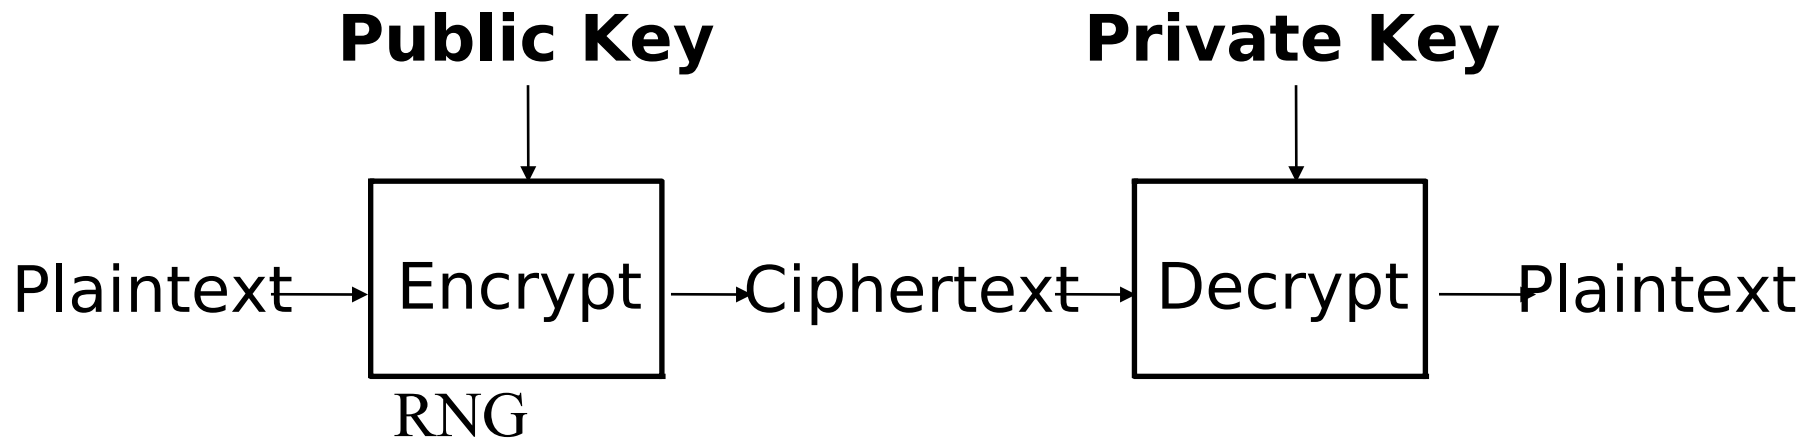 Public Key Private Key
Plaintext Encrypt Ciphertext Decrypt Plaintext
RNG